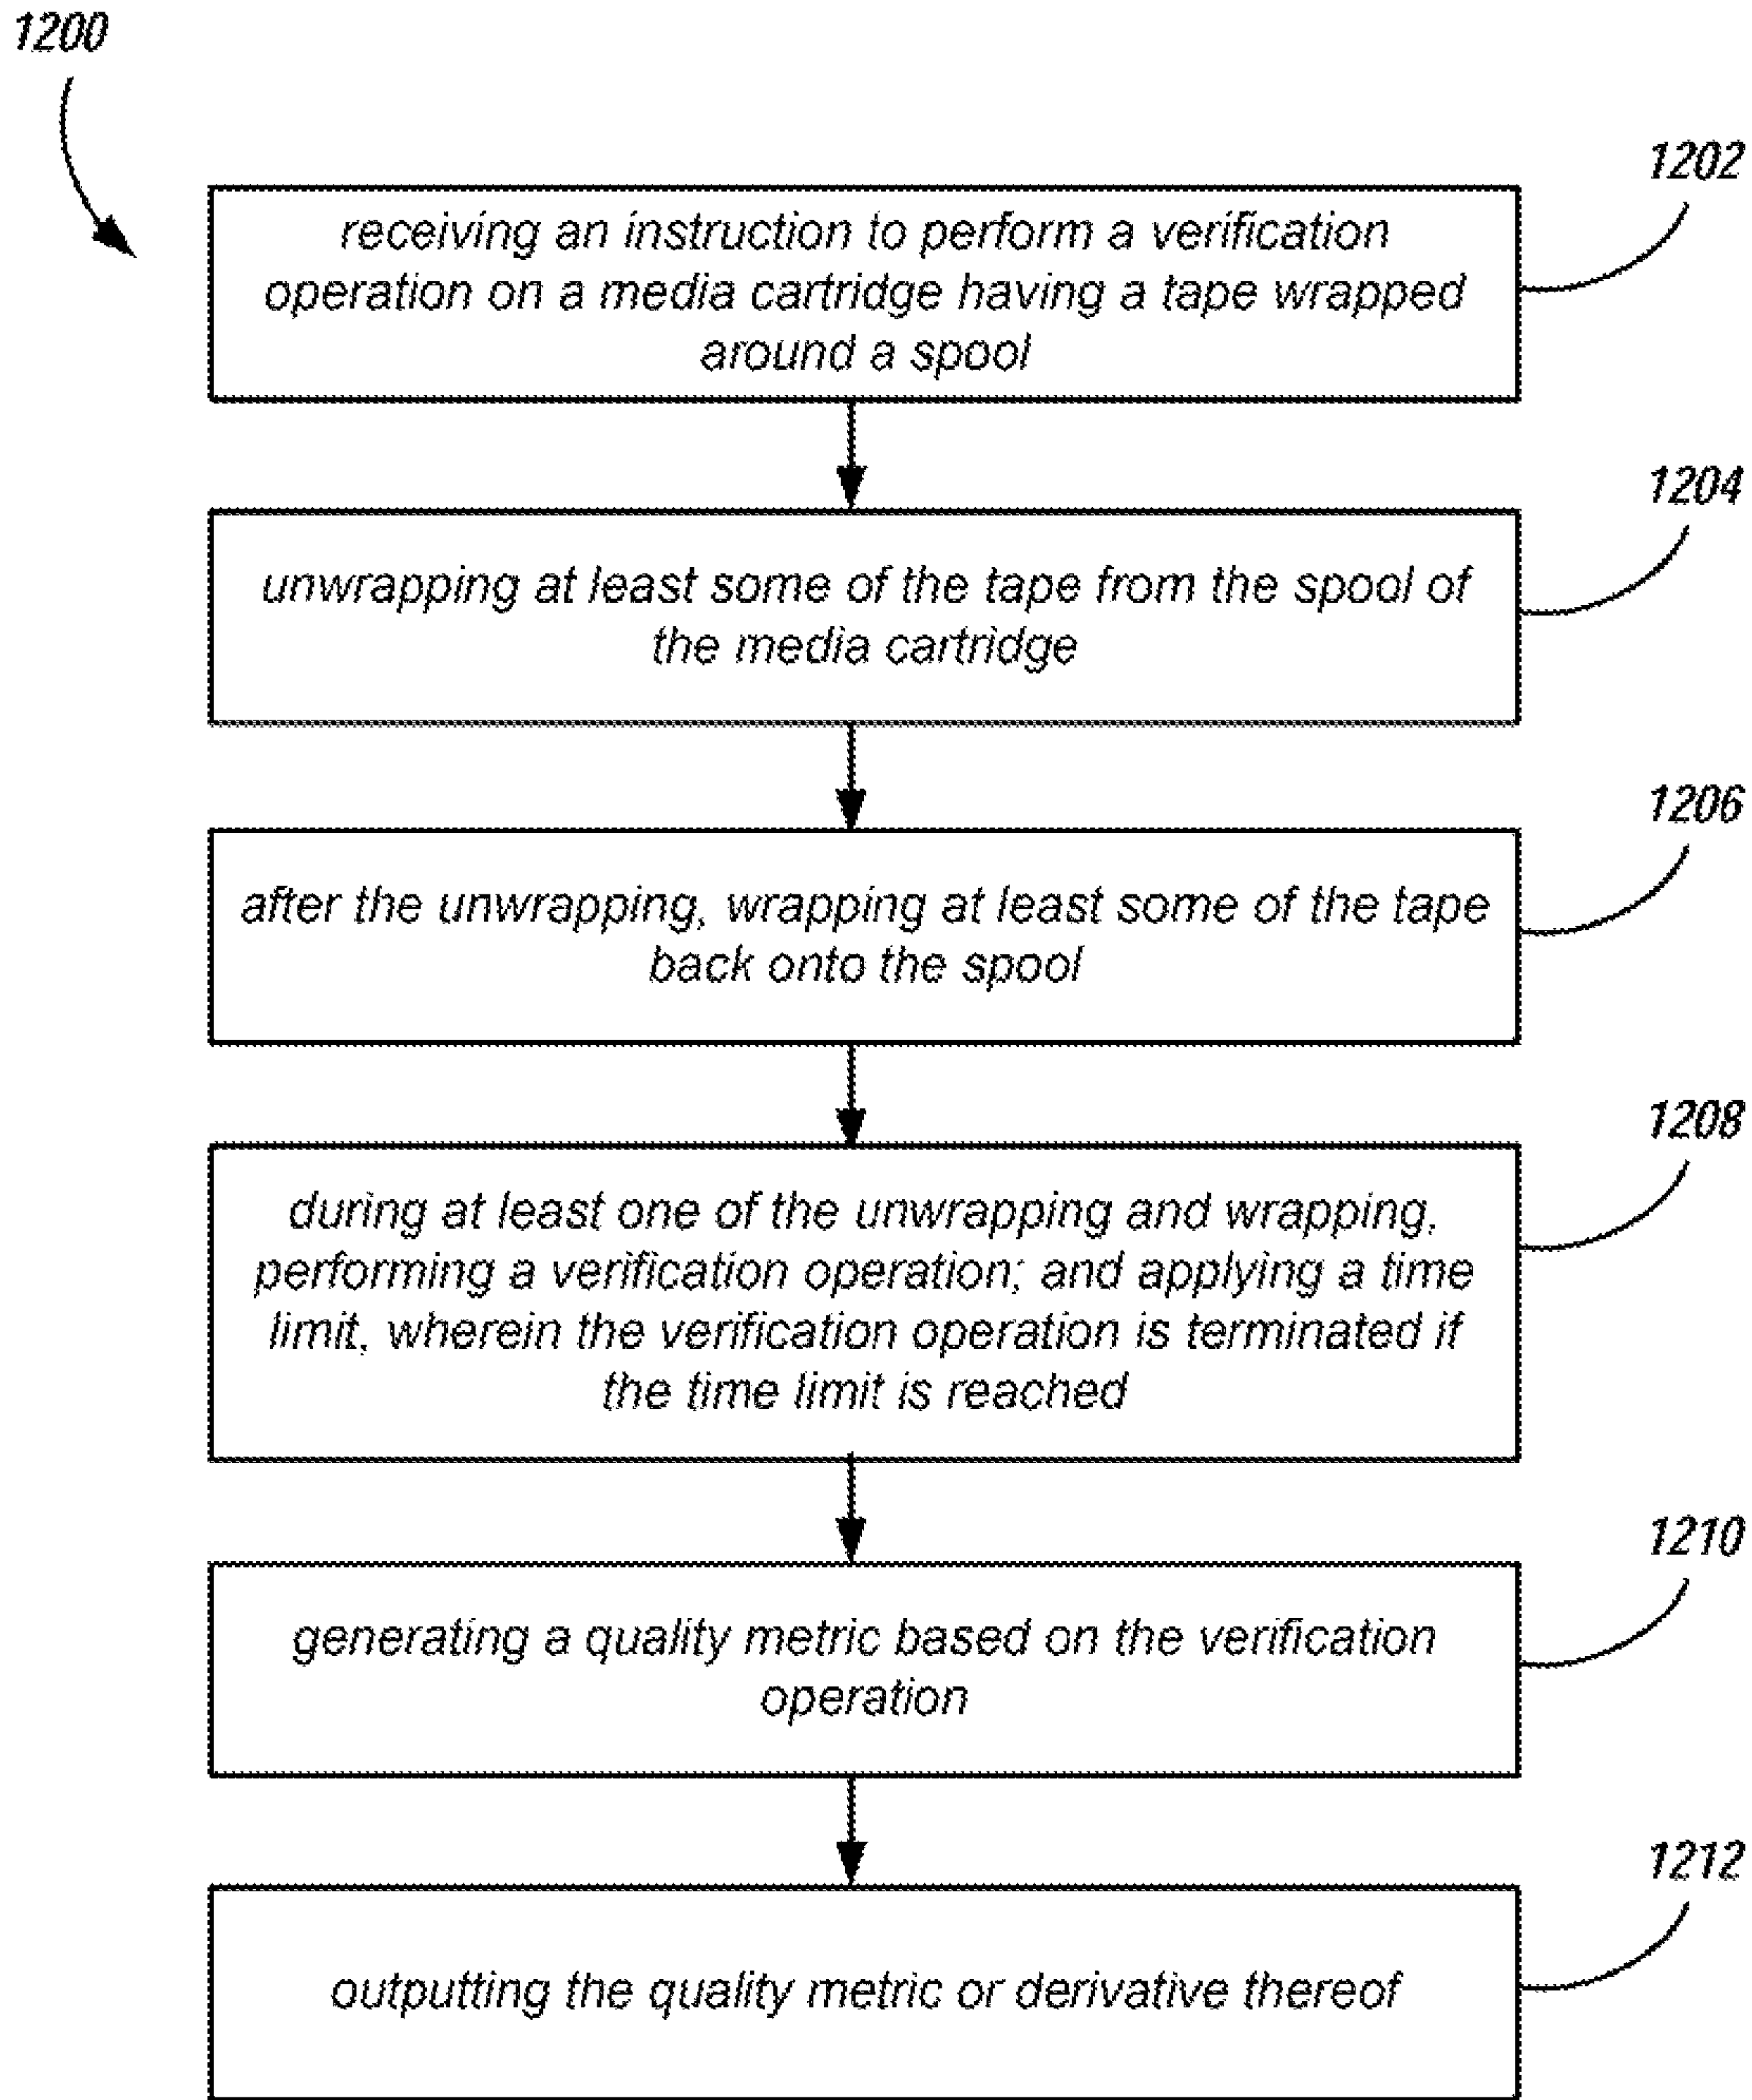 1200
1202
receiving an instruction to perform a verification
operation on a media cartridge having a tape wrapped
around a spool
1204
unwrapping at least some of the tape from the spool of
the media cartridge
1206
after the unwrapping, wrapping at least some of the tape
back onto the spool
1208
during at least one of the unwrapping and wrapping,
performing a verification operation; and applying a time
limit, wherein the verification operation is terminated if
the time limit is reached
1210
generating a quality metric based on the verification
operation
1212
outputting the quality metric or derivative thereof